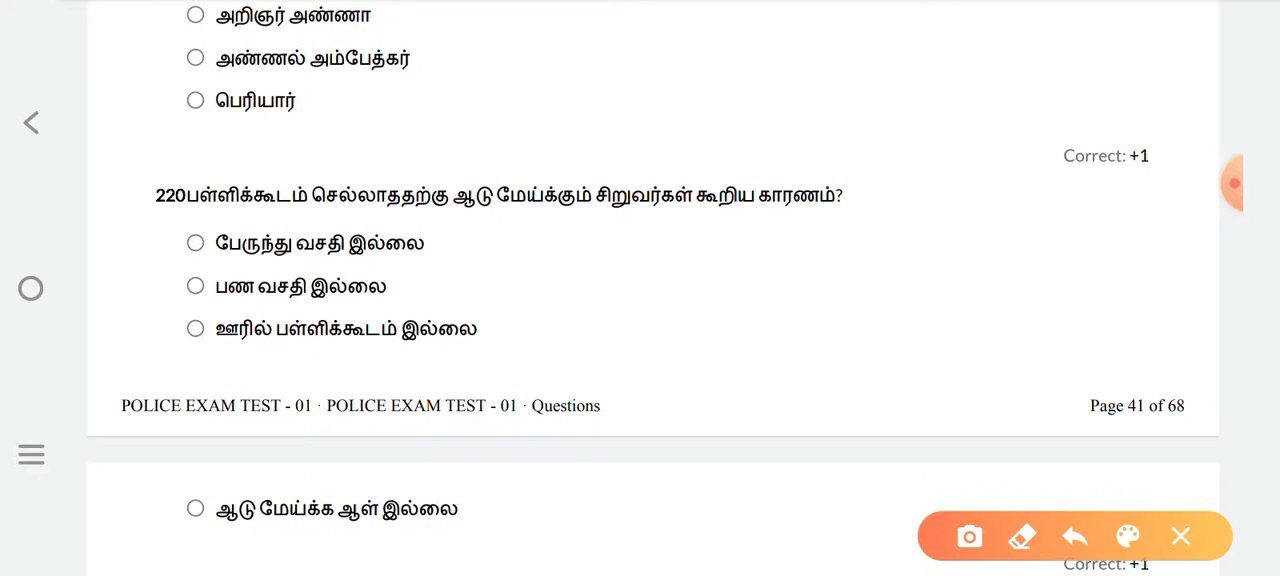 அறிஞர் அண்ணா
அண்ணல் அம்பேத்கர்
பெரியார்
Correct: +1
220பள்ளிக்கூடம் செல்லாததற்கு ஆடு மேய்க்கும் சிறுவர்கள் கூறிய காரணம்?
பேருந்து வசதி இல்லை
பண வசதி இல்லை
ஊரில் பள்ளிக்கூடம் இல்லை
POLICE EXAM TEST - 01 · POLICE EXAM TEST - 01 · Questions Page 41 of 68
ஆடு மேய்க்க ஆள் இல்லை
Correct: +1